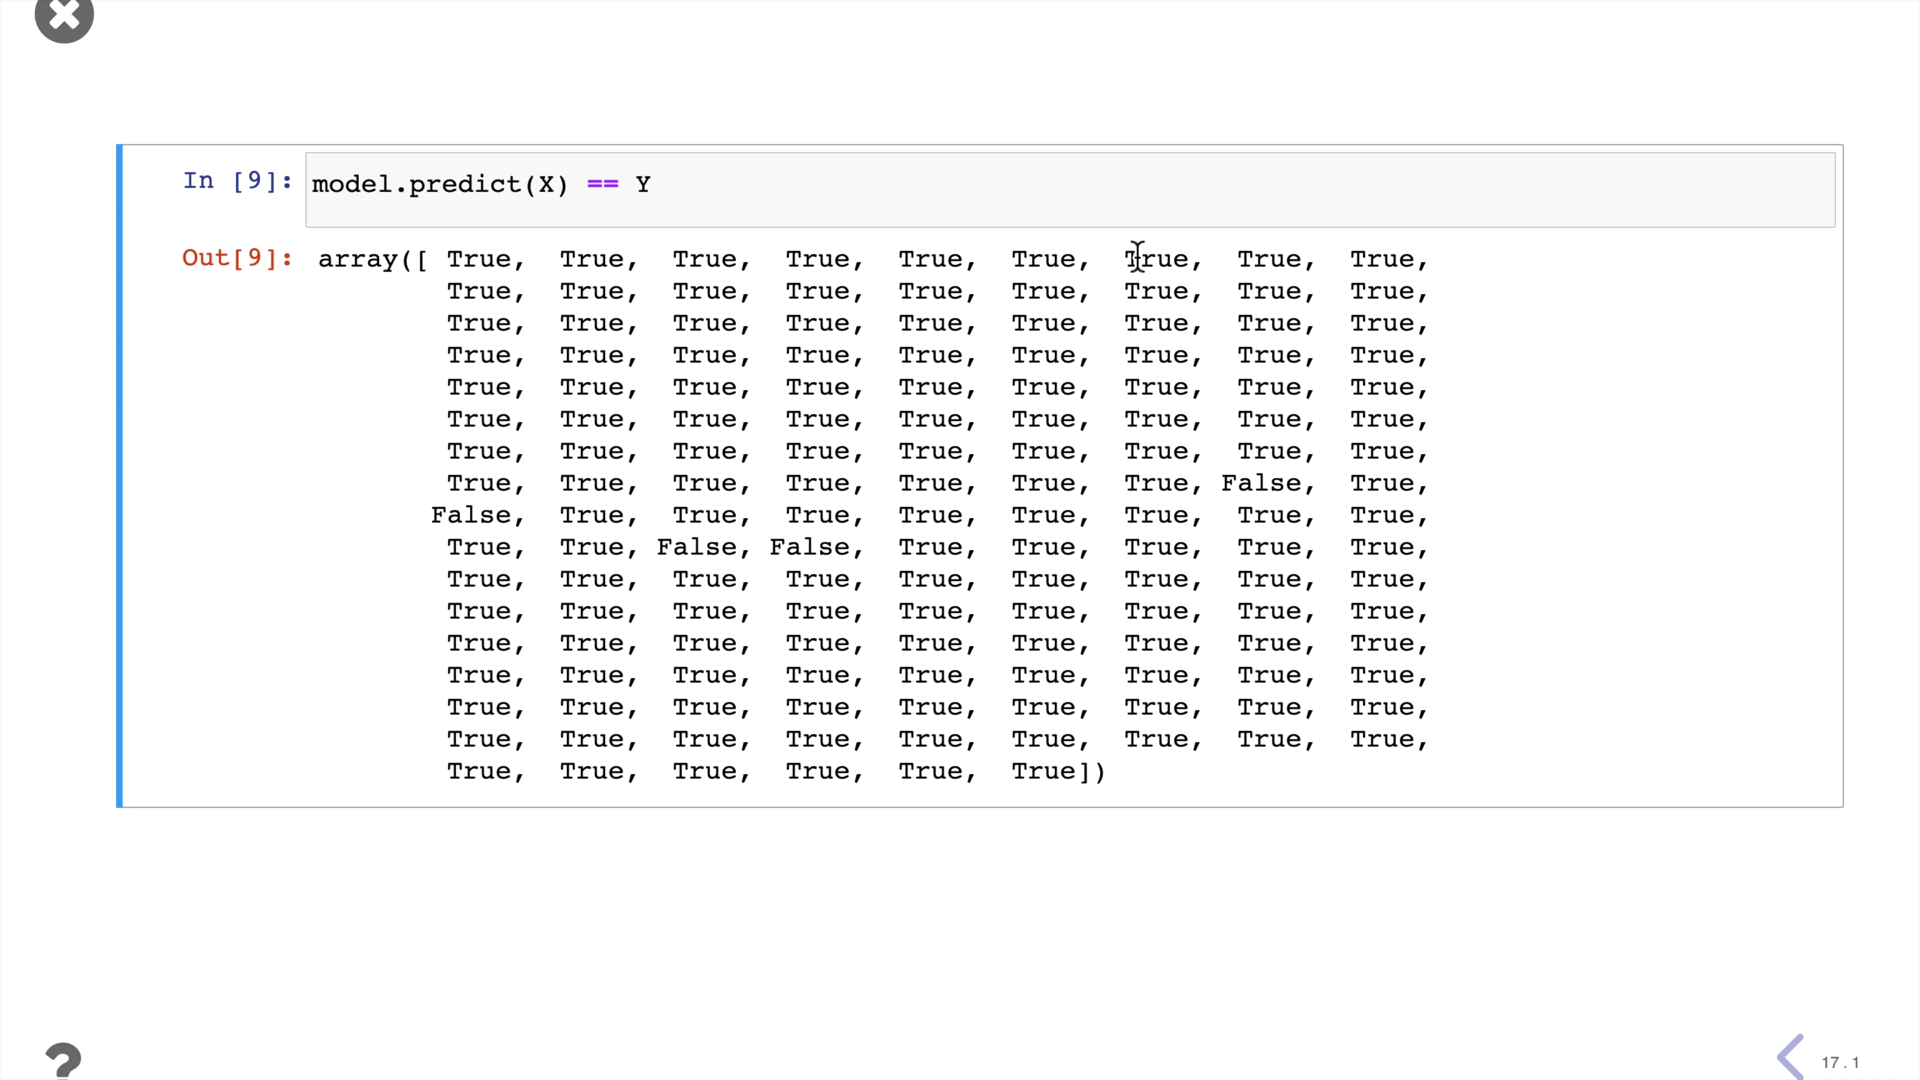 In [9]: model.predict(X) == Y
Out[9]: array([ True, True, True, True, True, True, True, True, True,
True, True, True, True, True, True, True, True, True,
True, True, True, True, True, True, True, True, True,
True, True, True, True, True, True, True, True, True,
True, True, True, True, True, True, True, True, True,
True, True, True, True, True, True, True, True, True,
True, True, True, True, True, True, True, True, True,
True, True, True, True, True, True, True, False, True,
False, True, True, True, True, True, True, True, True,
True, True, False, False, True, True, True, True, True,
True, True, True, True, True, True, True, True, True,
True, True, True, True, True, True, True, True, True,
True, True, True, True, True, True, True, True, True,
True, True, True, True, True, True, True, True, True,
True, True, True, True, True, True, True, True, True,
True, True, True, True, True, True, True, True, True,
True, True, True, True, True, True])
?
17.1